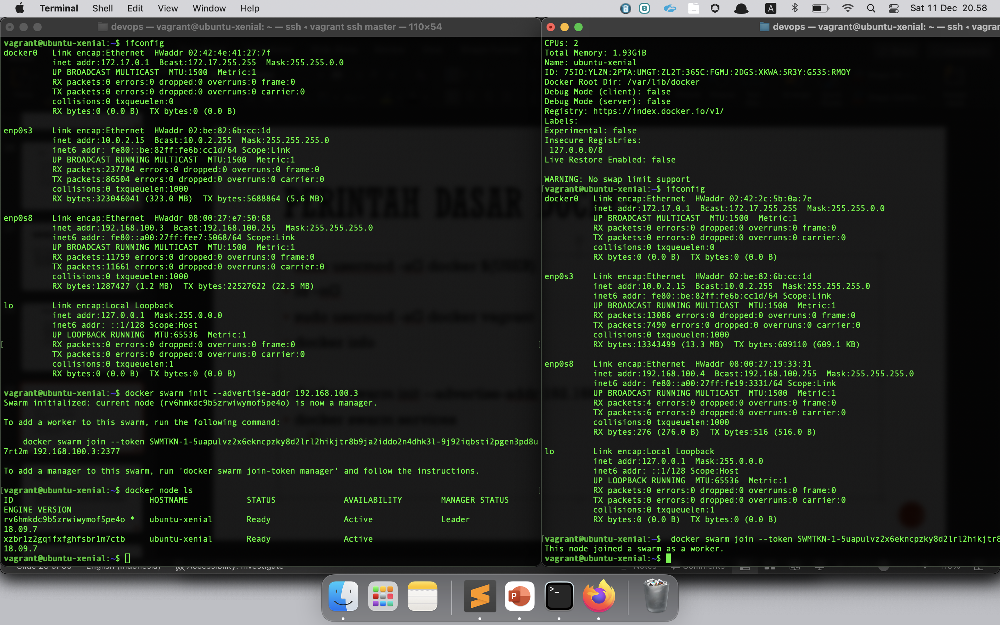 Terminal Shell Edit View Window Help
A
Sat 11 Dec 20.58
devops — vagrant@ubuntu-xenial: ~ — ssh ◂ vagrant ssh master — 110×54
vagrant@ubuntu-xenial:~$ ifconfig
docker0 Link encap:Ethernet HWaddr 02:42:4e:41:27:7f
inet addr:172.17.0.1 Bcast:172.17.255.255 Mask:255.255.0.0
UP BROADCAST MULTICAST MTU:1500 Metric:1
RX packets:0 errors:0 dropped:0 overruns:0 frame:0
TX packets:0 errors:0 dropped:0 overruns:0 carrier:0
collisions:0 txqueuelen:0
RX bytes:0 (0.0 B) TX bytes:0 (0.0 B)
enp0s3 Link encap:Ethernet HWaddr 02:be:82:6b:cc:1d
inet addr:10.0.2.15 Bcast:10.0.2.255 Mask:255.255.255.0
inet6 addr: fe80::be:82ff:fe6b:cc1d/64 Scope:Link
UP BROADCAST RUNNING MULTICAST MTU:1500 Metric:1
RX packets:237784 errors:0 dropped:0 overruns:0 frame:0
TX packets:86504 errors:0 dropped:0 overruns:0 carrier:0
collisions:0 txqueuelen:1000
RX bytes:323046041 (323.0 MB) TX bytes:5688864 (5.6 MB)
enp0s8 Link encap:Ethernet HWaddr 08:00:27:e7:50:68
inet addr:192.168.100.3 Bcast:192.168.100.255 Mask:255.255.255.0
inet6 addr: fe80::a00:27ff:fee7:5068/64 Scope:Link
UP BROADCAST RUNNING MULTICAST MTU:1500 Metric:1
RX packets:11759 errors:0 dropped:0 overruns:0 frame:0
TX packets:11661 errors:0 dropped:0 overruns:0 carrier:0
collisions:0 txqueuelen:1000
RX bytes:1287427 (1.2 MB) TX bytes:22527622 (22.5 MB)
lo Link encap:Local Loopback
inet addr:127.0.0.1 Mask:255.0.0.0
inet6 addr: ::1/128 Scope:Host
UP LOOPBACK RUNNING MTU:65536 Metric:1
RX packets:0 errors:0 dropped:0 overruns:0 frame:0
TX packets:0 errors:0 dropped:0 overruns:0 carrier:0
collisions:0 txqueuelen:1
RX bytes:0 (0.0 B) TX bytes:0 (0.0 B)
vagrant@ubuntu-xenial:~$ docker swarm init --advertise-addr 192.168.100.3
Swarm initialized: current node (rv6hmkdc9b5zrwiwymof5pe4o) is now a manager.
To add a worker to this swarm, run the following command:
docker swarm join --token SWMTKN-1-5uapulvz2x6ekncpzky8d2lrl2hikjtr8b9ja2iddo2n4dhk3l-9j92iqbsti2pgen3pd8u
7rt2m 192.168.100.3:2377
To add a manager to this swarm, run 'docker swarm join-token manager' and follow the instructions.
vagrant@ubuntu-xenial:~$ docker node ls
ID HOSTNAME STATUS AVAILABILITY MANAGER STATUS
ENGINE VERSION
rv6hmkdc9b5zrwiwymof5pe4o * ubuntu-xenial Ready Active Leader
18.09.7
xzbr1z2gqifxfghfsbr1m7ctb ubuntu-xenial Ready Active
18.09.7
vagrant@ubuntu-xenial:~$
devops — vagrant@ubuntu-xenial: ~ — ssh ◂ vagran
CPUs: 2
Total Memory: 1.93GiB
Name: ubuntu-xenial
ID: 75IO:YLZN:2PTA:UMGT:ZL2T:365C:FGMJ:2DGS:XKWA:5R3Y:G535:RMOY
Docker Root Dir: /var/lib/docker
Debug Mode (client): false
Debug Mode (server): false
Registry: https://index.docker.io/v1/
Labels:
Experimental: false
Insecure Registries:
127.0.0.0/8
Live Restore Enabled: false
WARNING: No swap limit support
vagrant@ubuntu-xenial:~$ ifconfig
docker0 Link encap:Ethernet HWaddr 02:42:2c:5b:0a:7e
inet addr:172.17.0.1 Bcast:172.17.255.255 Mask:255.255.0.0
UP BROADCAST MULTICAST MTU:1500 Metric:1
RX packets:0 errors:0 dropped:0 overruns:0 frame:0
TX packets:0 errors:0 dropped:0 overruns:0 carrier:0
collisions:0 txqueuelen:0
RX bytes:0 (0.0 B) TX bytes:0 (0.0 B)
enp0s3 Link encap:Ethernet HWaddr 02:be:82:6b:cc:1d
inet addr:10.0.2.15 Bcast:10.0.2.255 Mask:255.255.255.0
inet6 addr: fe80::be:82ff:fe6b:cc1d/64 Scope:Link
UP BROADCAST RUNNING MULTICAST MTU:1500 Metric:1
RX packets:13086 errors:0 dropped:0 overruns:0 frame:0
TX packets:7490 errors:0 dropped:0 overruns:0 carrier:0
collisions:0 txqueuelen:1000
RX bytes:13343499 (13.3 MB) TX bytes:609110 (609.1 KB)
enp0s8 Link encap:Ethernet HWaddr 08:00:27:19:33:31
inet addr:192.168.100.4 Bcast:192.168.100.255 Mask:255.255.255.0
inet6 addr: fe80::a00:27ff:fe19:3331/64 Scope:Link
UP BROADCAST RUNNING MULTICAST MTU:1500 Metric:1
RX packets:4 errors:0 dropped:0 overruns:0 frame:0
TX packets:6 errors:0 dropped:0 overruns:0 carrier:0
collisions:0 txqueuelen:1000
RX bytes:276 (276.0 B) TX bytes:516 (516.0 B)
lo Link encap:Local Loopback
inet addr:127.0.0.1 Mask:255.0.0.0
inet6 addr: ::1/128 Scope:Host
UP LOOPBACK RUNNING MTU:65536 Metric:1
RX packets:0 errors:0 dropped:0 overruns:0 frame:0
TX packets:0 errors:0 dropped:0 overruns:0 carrier:0
collisions:0 txqueuelen:1
RX bytes:0 (0.0 B) TX bytes:0 (0.0 B)
vagrant@ubuntu-xenial:~$ docker swarm join --token SWMTKN-1-5uapulvz2x6ekncpzky8d2lrl2hikjtr8
This node joined a swarm as a worker.
vagrant@ubuntu-xenial:~$
PERINTAH DASAR
P